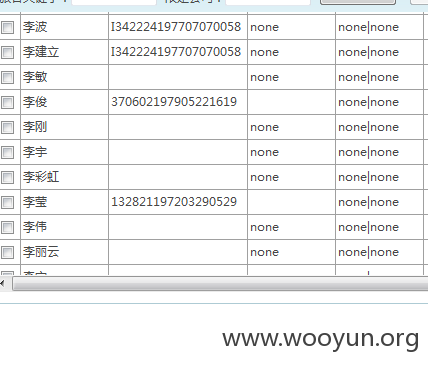 李波 I342224197707070058 none none|none
李建立 I342224197707070058 none none|none
李敏 none none|none
李俊 370602197905221619 none|none
李刚 none none|none
李宇 none none|none
李彩虹 none none|none
李莹 132821197203290529 none|none
李伟 none none|none
李丽云 none none|none
www.wooyun.org